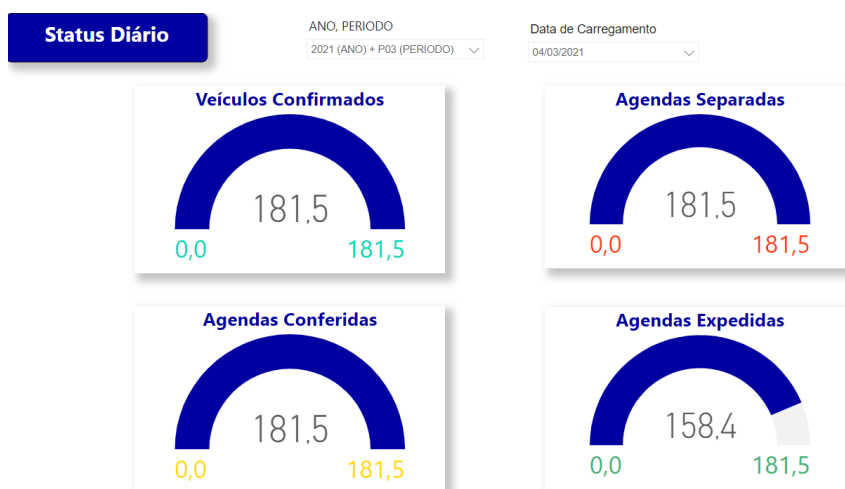 Status Diário
ANO, PERIODO
2021 (ANO) + P03 (PERIODO)
Data de Carregamento
04/03/2021
Veículos Confirmados
181,5
0,0
181,5
Agendas Separadas
181,5
0,0
181,5
Agendas Conferidas
181,5
0,0
181,5
Agendas Expedidas
158,4
0,0
181,5